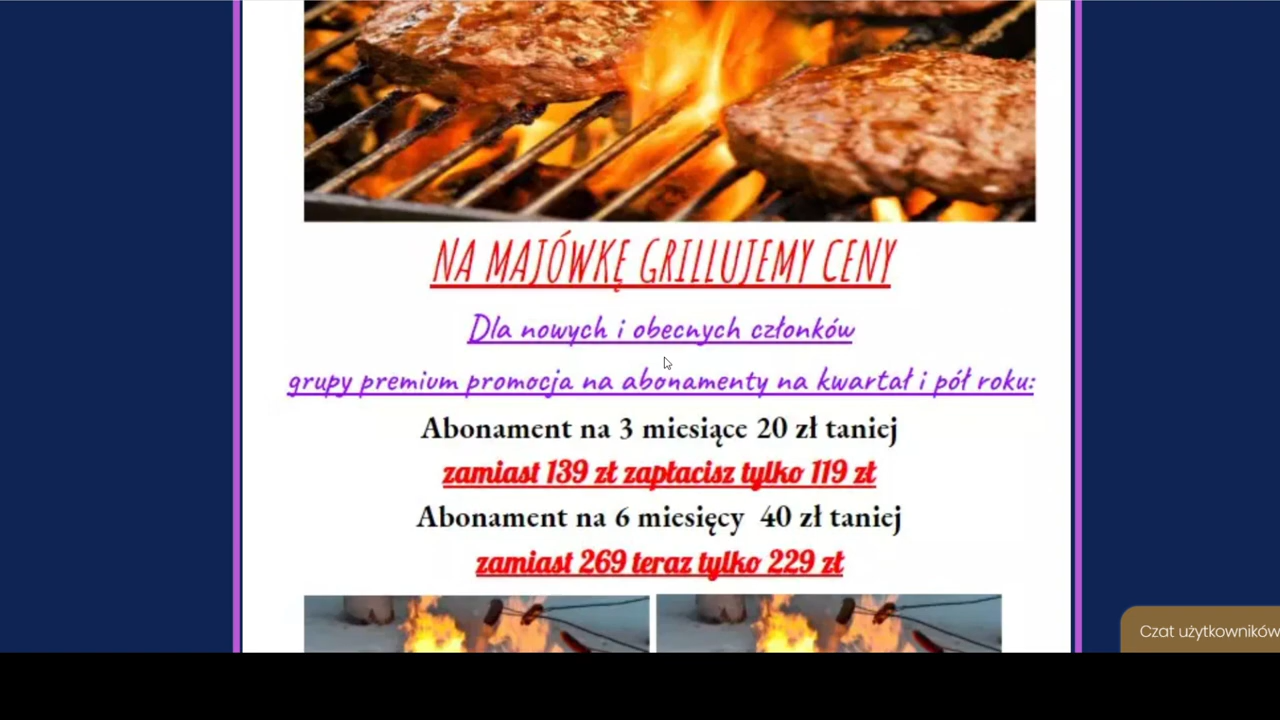 NA MAJÓWKĘ GRILLUJEMY CENY
Dla nowych i obecnych członków
grupy premium promocja na abonamenty na kwartał i pół roku:
Abonament na 3 miesiące 20 zł taniej
zamiast 139 zł zapłacisz tylko 119 zł
Abonament na 6 miesięcy 40 zł taniej
zamiast 269 teraz tylko 229 zł
Czat użytkowników